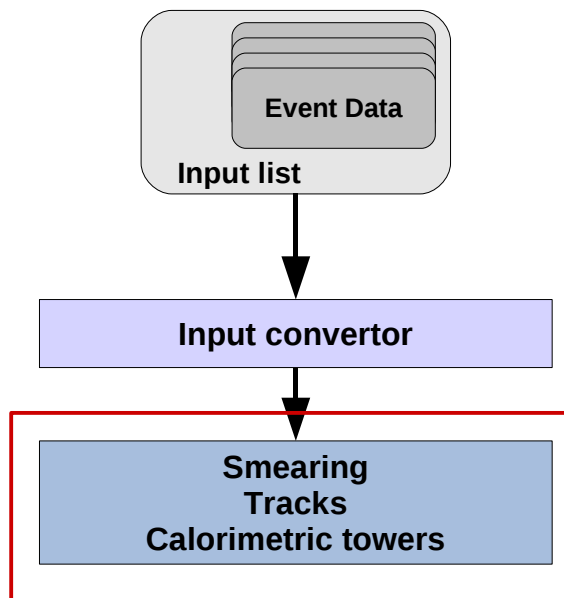 Event Data
Input list
Input convertor
Smearing
Tracks
Calorimetric towers